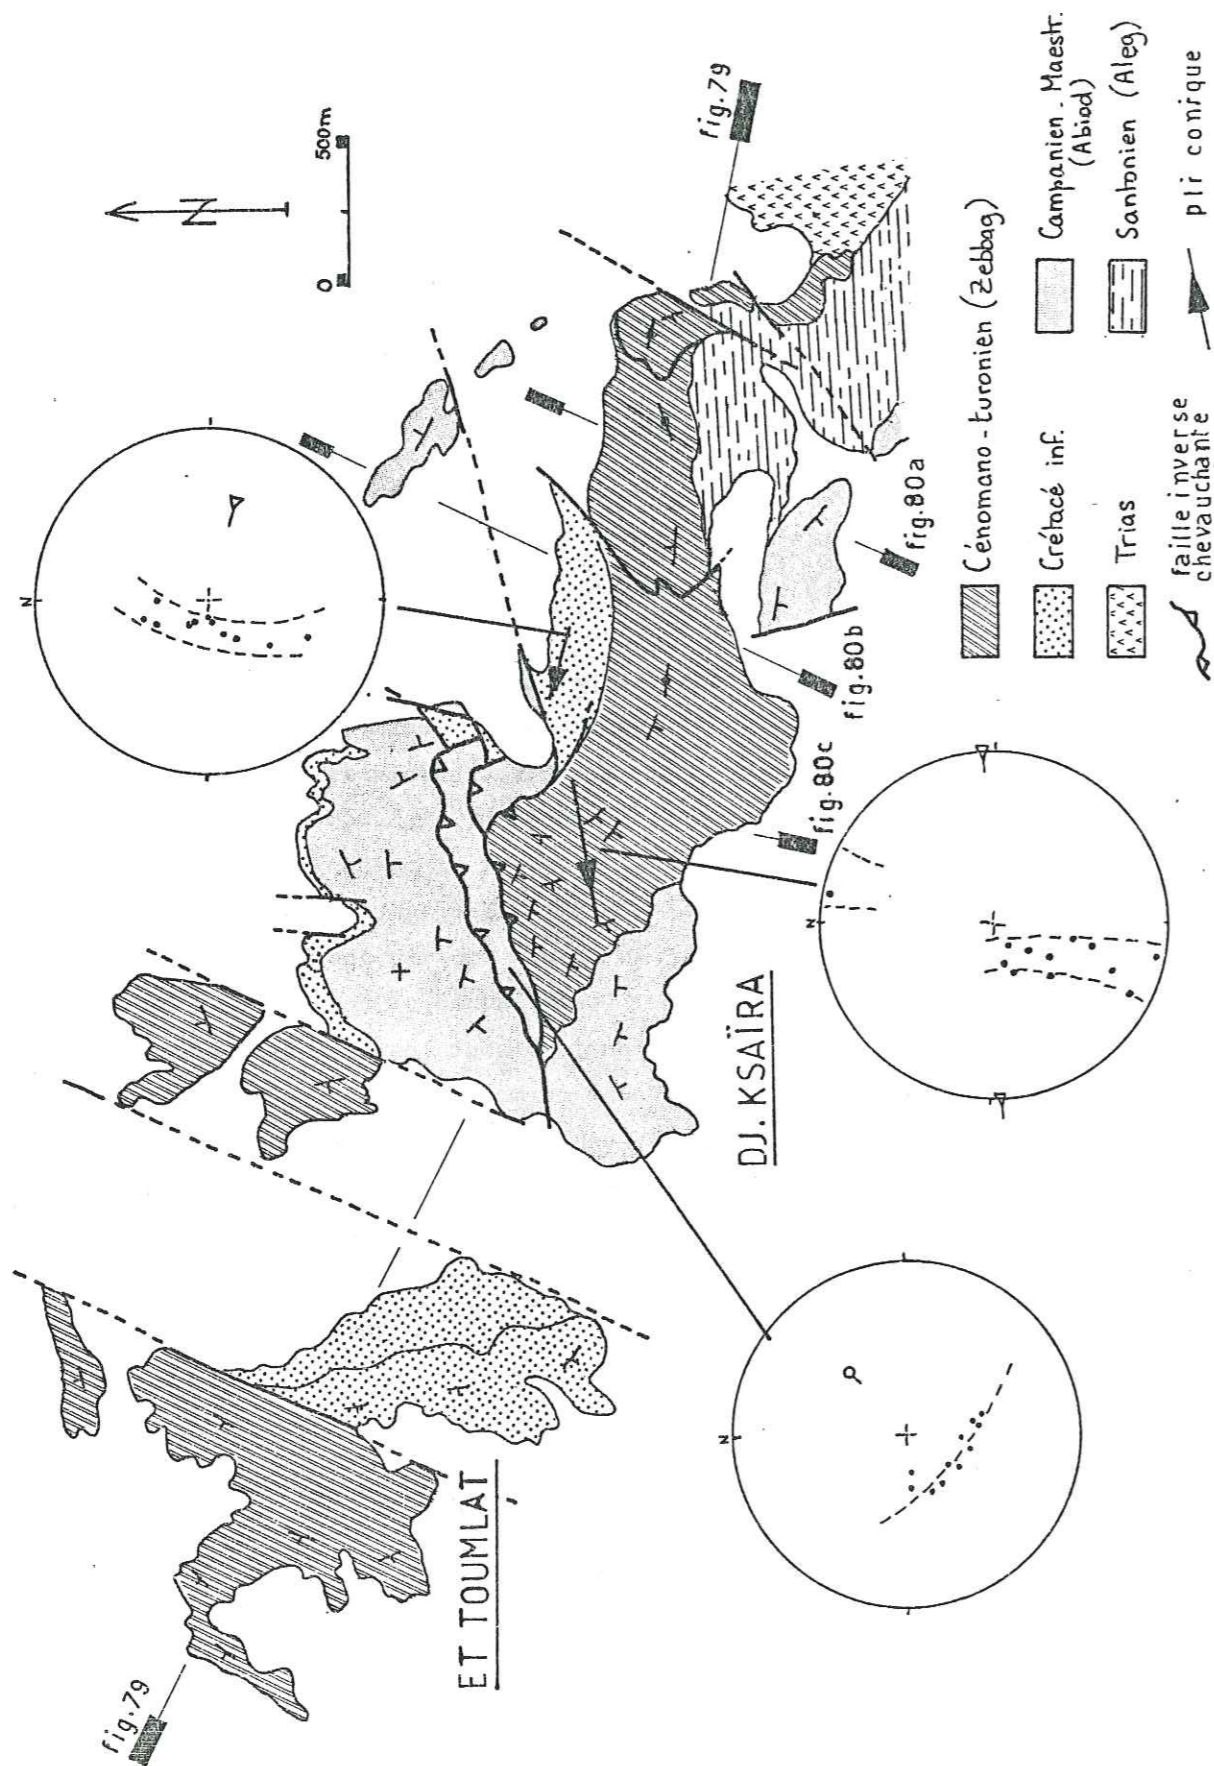 fig.79
N
0
500m
N
fig.79
fig.80a
fig.80b
fig.80c
N
N
ET TOUMLAT
DJ. KSAÏRA
Cénomano-turonien (Zebbag)
Crétacé inf.
Trias
faille inverse
chevauchante
Campanien-Maestr.
(Abiod)
Santonien (Aleg)
pli conique